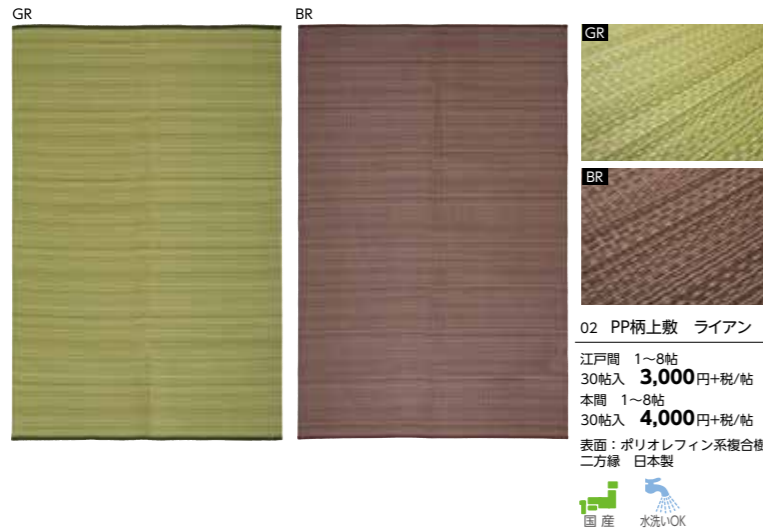 GR
BR
GR
BR
02 PP柄上敷 ライアン
江戸間 1〜8帖
30帖入 3,000円+税/帖
本間 1〜8帖
30帖入 4,000円+税/帖
表面：ポリオレフィン系複合樹
二方縁 日本製
国産
水洗いOK